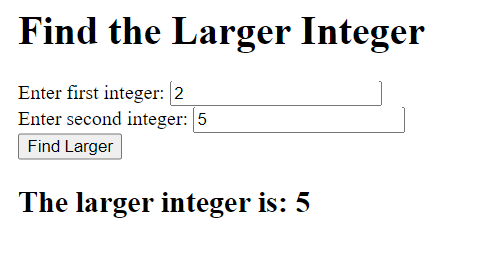 Find the Larger Integer
Enter first integer: 2
Enter second integer: 5
Find Larger
The larger integer is: 5